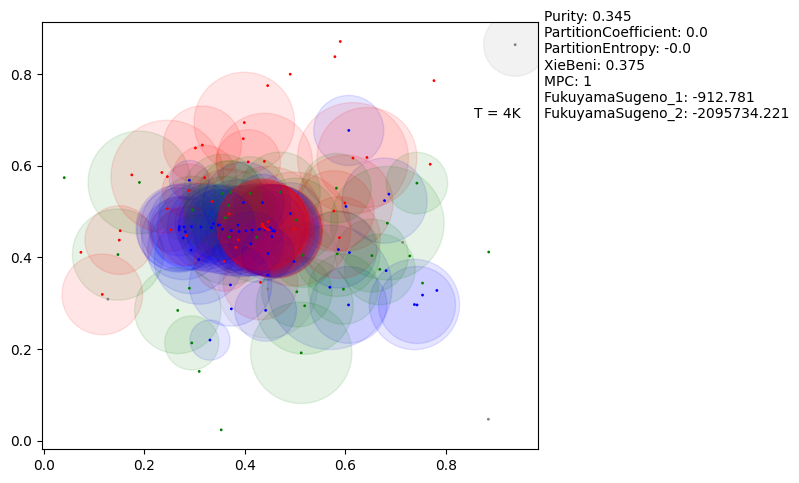 Purity: 0.345
PartitionCoefficient: 0.0
PartitionEntropy: -0.0
XieBeni: 0.375
MPC: 1
FukuyamaSugeno_1: -912.781
FukuyamaSugeno_2: -2095734.221
T = 4K
0.8
0.6
0.4
0.2
0.0
0.0 0.2 0.4 0.6 0.8